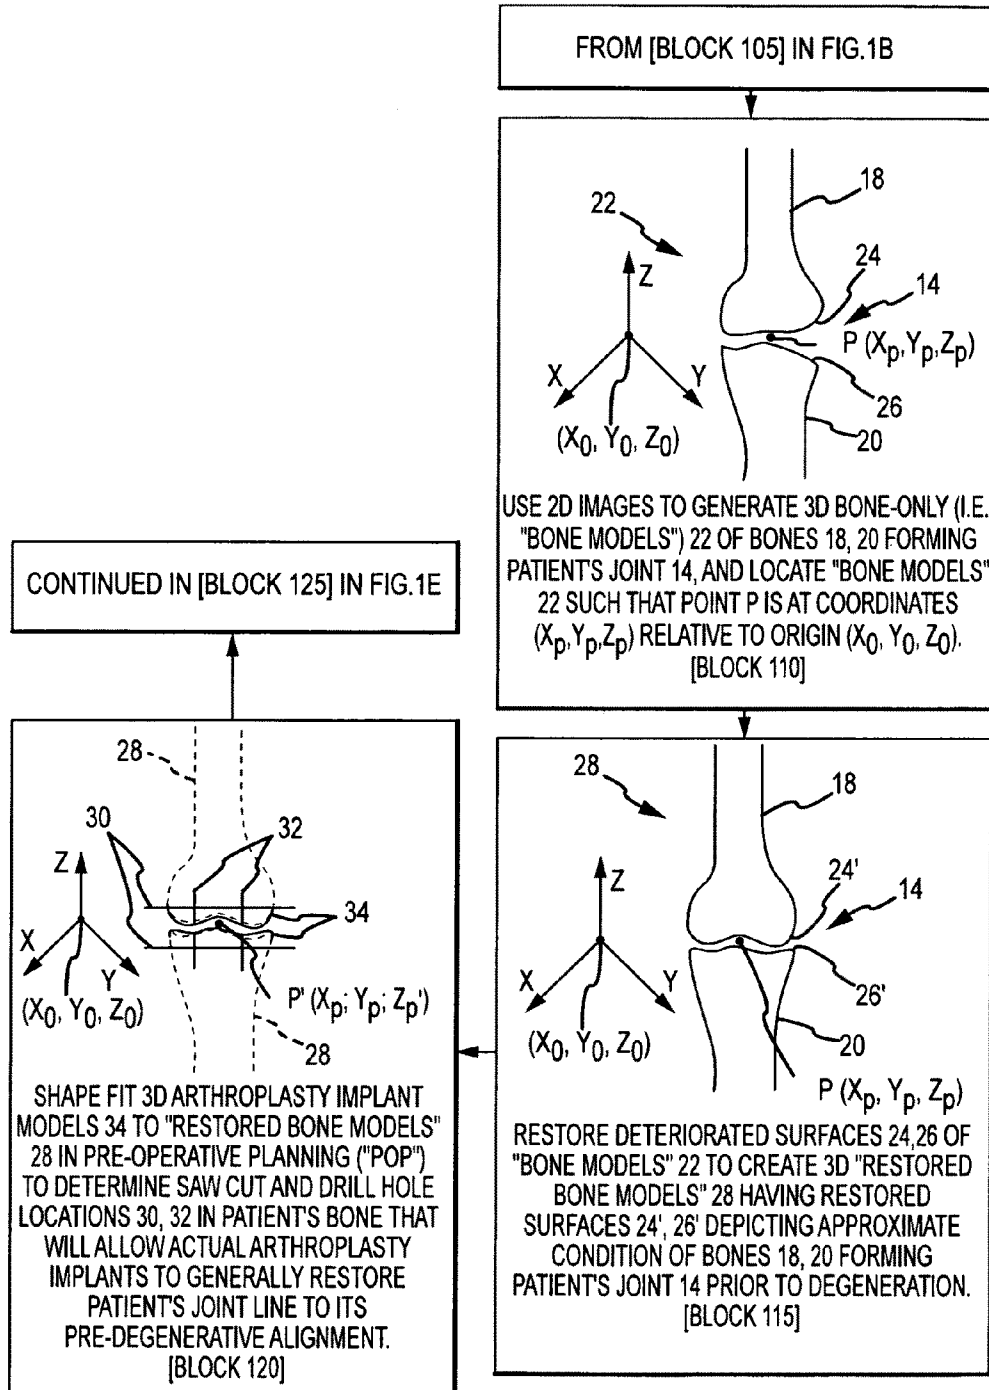 FROM [BLOCK 105] IN FIG.1B
18
22
24
Z
14
P (Xp, Yp, Zp)
X
Y
26
(X0, Y0, Z0)
20
USE 2D IMAGES TO GENERATE 3D BONE-ONLY (I.E.
"BONE MODELS") 22 OF BONES 18, 20 FORMING
PATIENT'S JOINT 14, AND LOCATE "BONE MODELS"
22 SUCH THAT POINT P IS AT COORDINATES
(Xp,Yp,Zp) RELATIVE TO ORIGIN (X0, Y0, Z0).
[BLOCK 110]
28
18
24'
Z
14
X
Y
26'
(X0, Y0, Z0)
20
P (Xp, Yp, Zp)
RESTORE DETERIORATED SURFACES 24,26 OF
"BONE MODELS" 22 TO CREATE 3D "RESTORED
BONE MODELS" 28 HAVING RESTORED
SURFACES 24', 26' DEPICTING APPROXIMATE
CONDITION OF BONES 18, 20 FORMING
PATIENT'S JOINT 14 PRIOR TO DEGENERATION.
[BLOCK 115]
28
30
32
Z
34
X
Y
P' (Xp; Yp; Zp')
(X0, Y0, Z0)
28
SHAPE FIT 3D ARTHROPLASTY IMPLANT
MODELS 34 TO "RESTORED BONE MODELS"
28 IN PRE-OPERATIVE PLANNING ("POP")
TO DETERMINE SAW CUT AND DRILL HOLE
LOCATIONS 30, 32 IN PATIENT'S BONE THAT
WILL ALLOW ACTUAL ARTHROPLASTY
IMPLANTS TO GENERALLY RESTORE
PATIENT'S JOINT LINE TO ITS
PRE-DEGENERATIVE ALIGNMENT.
[BLOCK 120]
CONTINUED IN [BLOCK 125] IN FIG.1E